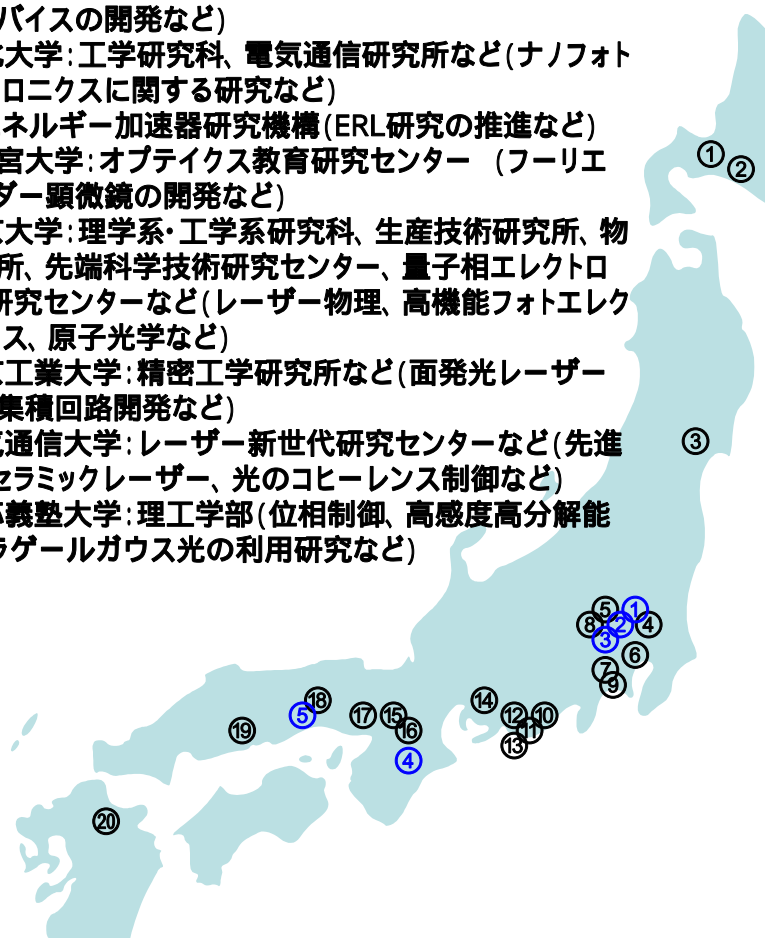 バイスの開発など)
大学:工学研究科、電気通信研究所など(ナノフォト
ロニクスに関する研究など)
ネルギー加速器研究機構(ERL研究の推進など)
宮大学:オプテイクス教育研究センター (フーリエ
ダー顕微鏡の開発など)
大学:理学系・工学系研究科、生産技術研究所、物
所、先端科学技術研究センター、量子相エレクトロ
研究センターなど(レーザー物理、高機能フォトエレク
ス、原子光学など)
工業大学:精密工学研究所など(面発光レーザー
集積回路開発など)
通信大学:レーザー新世代研究センターなど(先進
セラミックレーザー、光のコヒーレンス制御など)
義塾大学:理工学部(位相制御、高感度高分解能
ラゲールガウス光の利用研究など)
①
②
③
⑤ ①
⑧ ② ④
③
⑥
⑦
⑨
⑱ ⑭
⑤ ⑰ ⑮ ⑫ ⑩
⑲ ⑯ ⑪
⑬
④
⑳